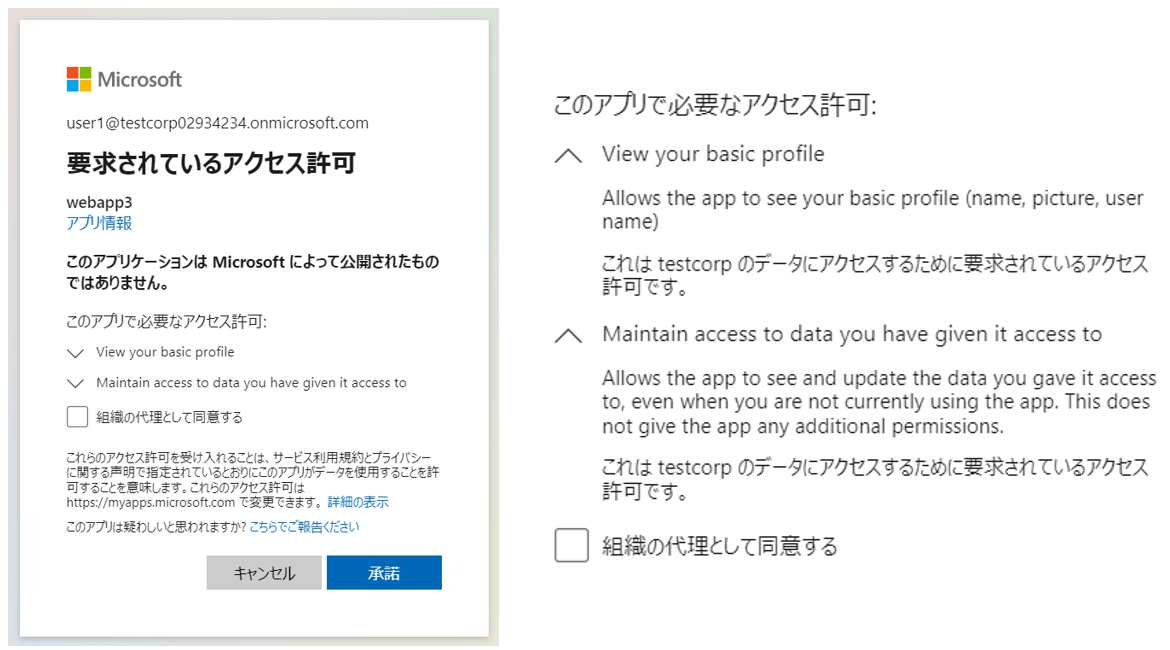 Microsoft
user1@testcorp02934234.onmicrosoft.com
要求されているアクセス許可
webapp3
アプリ情報
このアプリケーションは Microsoft によって公開されたもの
ではありません。
このアプリで必要なアクセス許可:
View your basic profile
Maintain access to data you have given it access to
組織の代理として同意する
これらのアクセス許可を受け入れることは、サービス利用規約とプライバシー
に関する声明で指定されているとおりにこのアプリがデータを使用することを許
可することを意味します。これらのアクセス許可は
https://myapps.microsoft.com で変更できます。 詳細の表示
このアプリは疑わしいと思われますか? こちらでご報告ください
キャンセル
承諾
このアプリで必要なアクセス許可:
View your basic profile
Allows the app to see your basic profile (name, picture, user
name)
これは testcorp のデータにアクセスするために要求されているアクセス
許可です。
Maintain access to data you have given it access to
Allows the app to see and update the data you gave it access
to, even when you are not currently using the app. This does
not give the app any additional permissions.
これは testcorp のデータにアクセスするために要求されているアクセス
許可です。
組織の代理として同意する